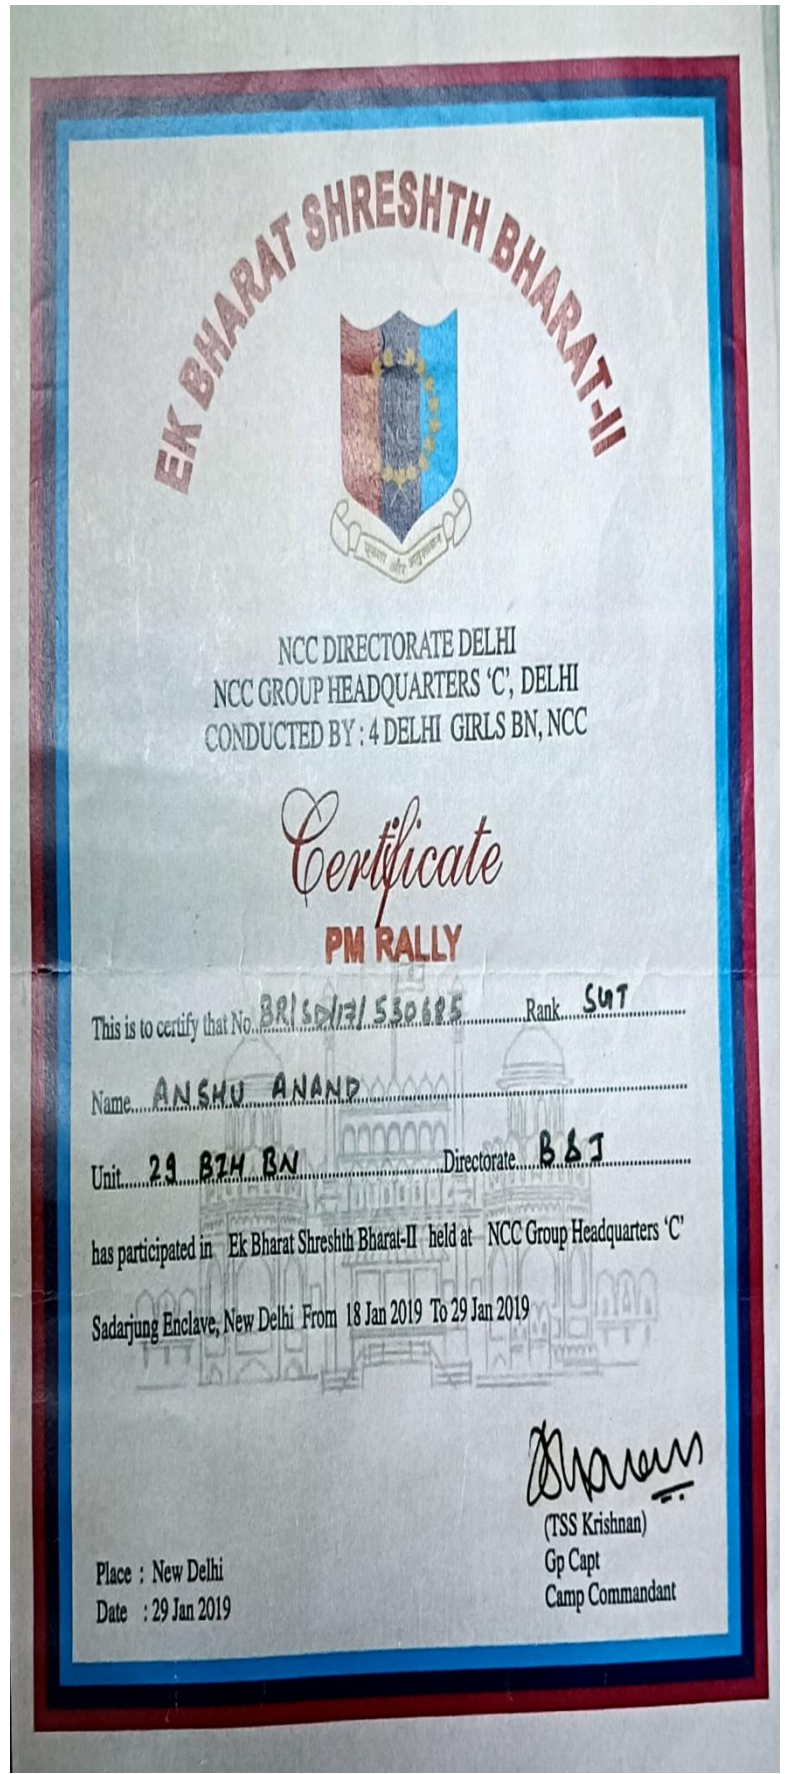 EK BHARAT SHRESHTH BHARAT-II
एकता और अनुशासन
NCC DIRECTORATE DELHI
NCC GROUP HEADQUARTERS ‘C’, DELHI
CONDUCTED BY : 4 DELHI GIRLS BN, NCC
Certificate
PM RALLY
This is to certify that No. BR/SD/17/530685 Rank SGT
Name ANSHU ANAND
Unit 29 BIH BN Directorate B & J
has participated in Ek Bharat Shreshth Bharat-II held at NCC Group Headquarters ‘C’
Sadarjung Enclave, New Delhi From 18 Jan 2019 To 29 Jan 2019
(TSS Krishnan)
Gp Capt
Camp Commandant
Place : New Delhi
Date : 29 Jan 2019